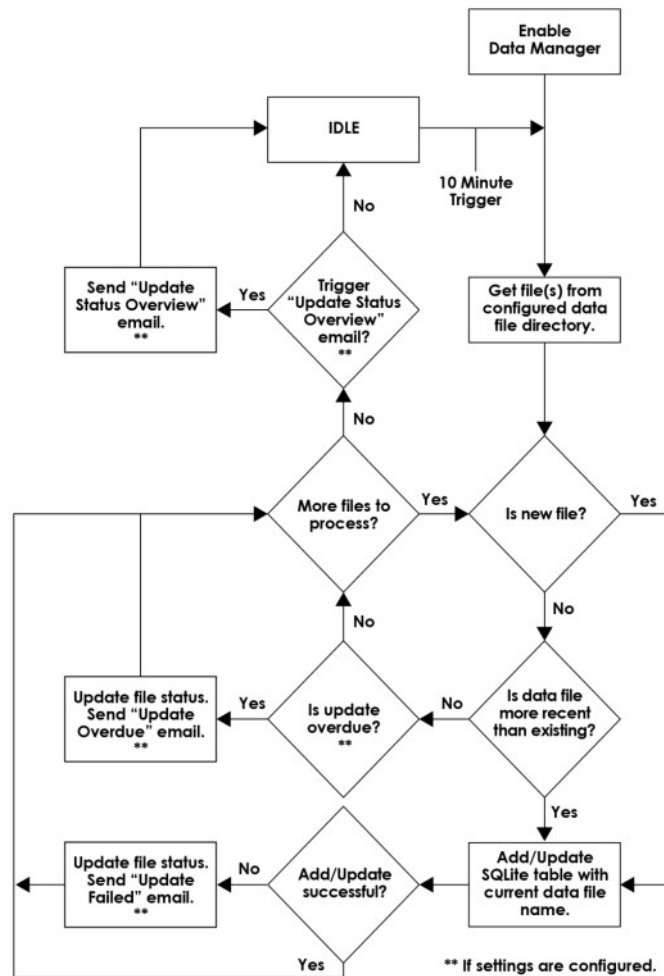 Enable
Data Manager
IDLE
10 Minute
Trigger
No
Send “Update
Status Overview”
email.
**
Yes
Trigger
“Update Status
Overview”
email?
**
Get file(s) from
configured data
file directory.
No
More files to
process?
Yes
Is new file?
Yes
No
No
Update file status.
Send “Update
Overdue” email.
**
Yes
Is update
overdue?
**
No
Is data file
more recent
than existing?
Yes
Update file status.
Send “Update
Failed” email.
**
No
Add/Update
successful?
Add/Update
SQLite table with
current data file
name.
Yes
** If settings are configured.